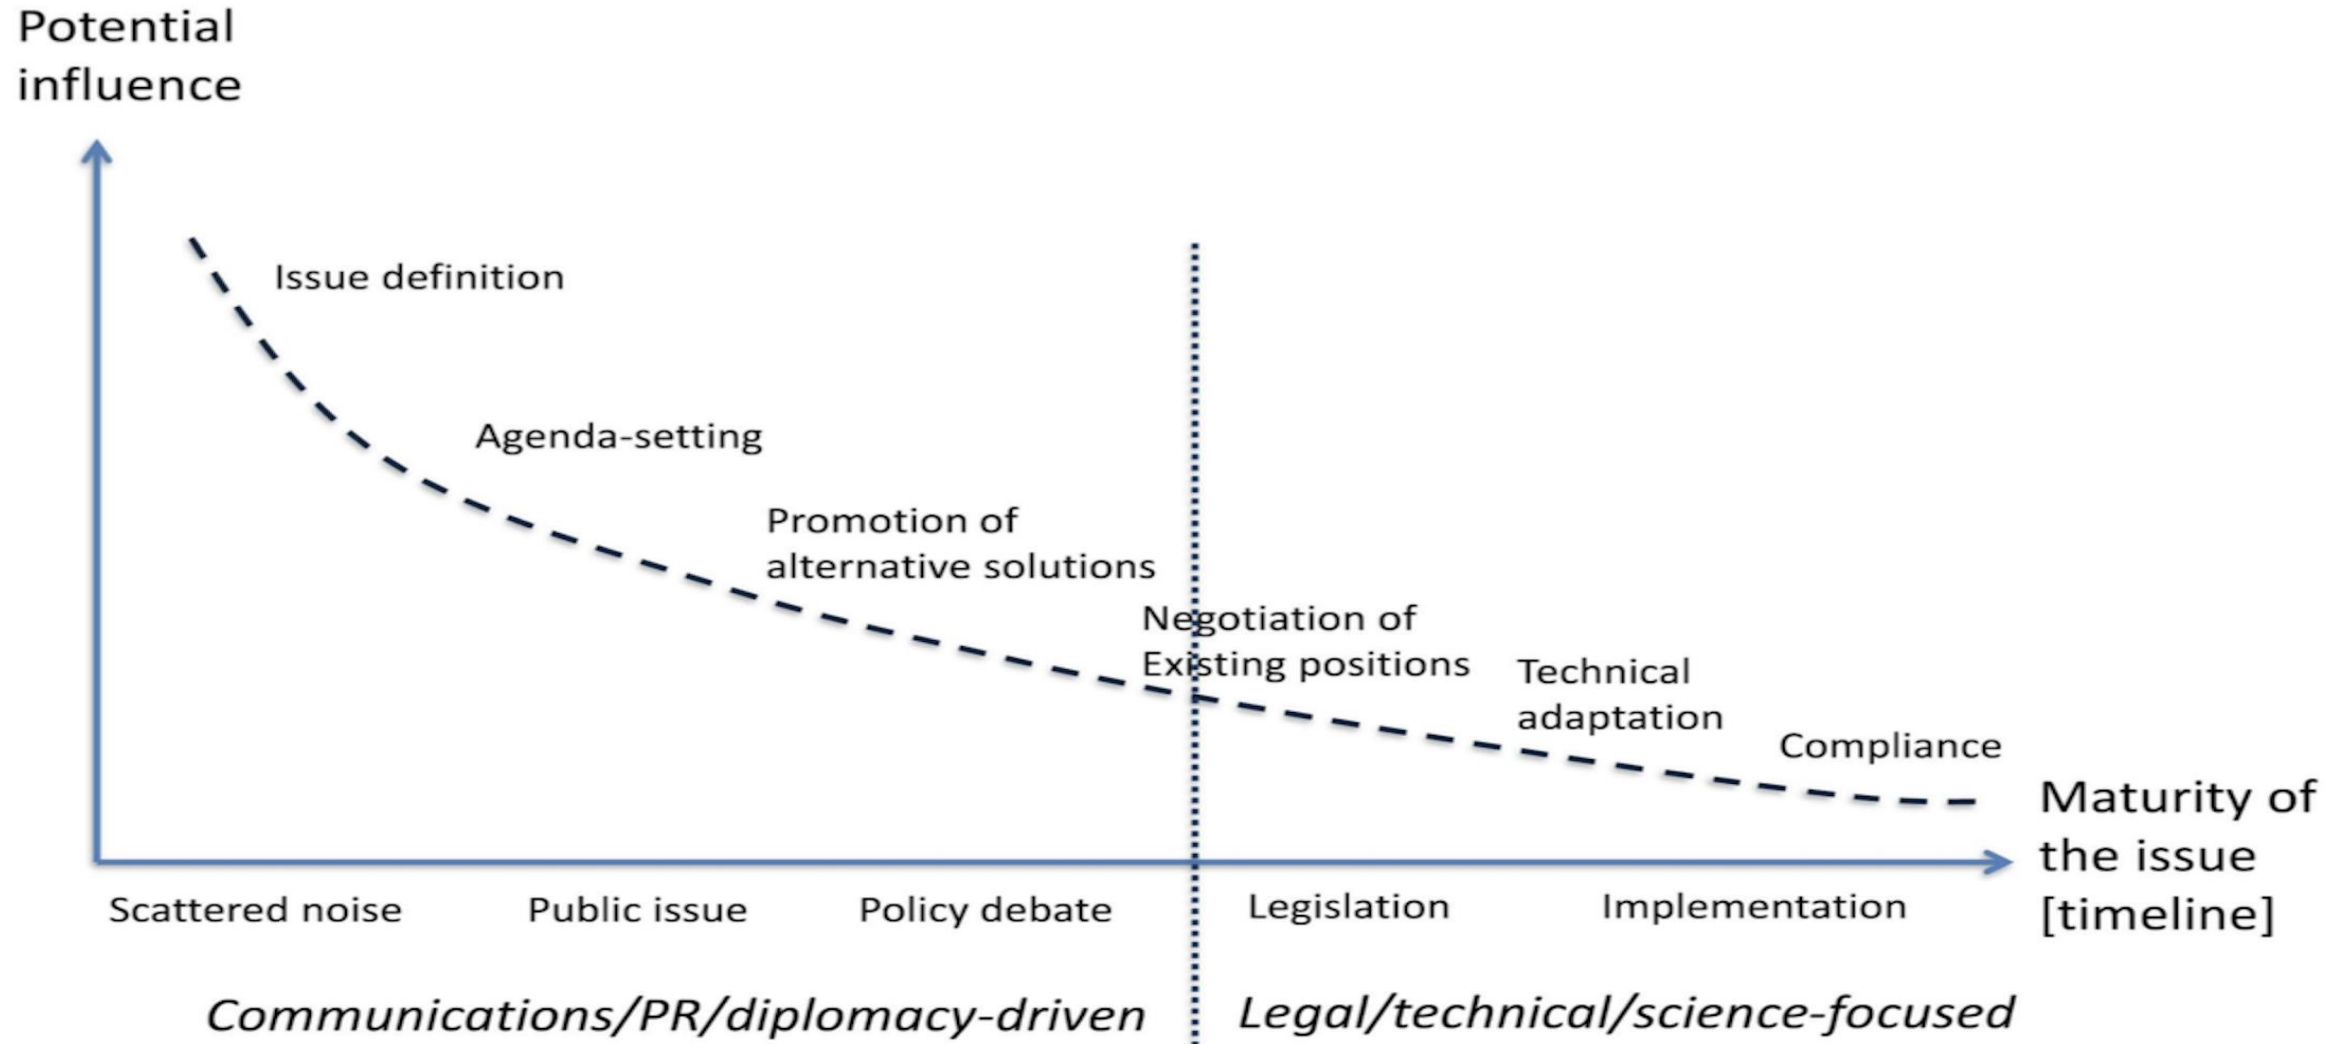 Potential
influence
Issue definition
Agenda-setting
Promotion of
alternative solutions
Negotiation of
Existing positions
Technical
adaptation
Compliance
Maturity of
the issue
[timeline]
Scattered noise
Public issue
Policy debate
Legislation
Implementation
Communications/PR/diplomacy-driven
Legal/technical/science-focused